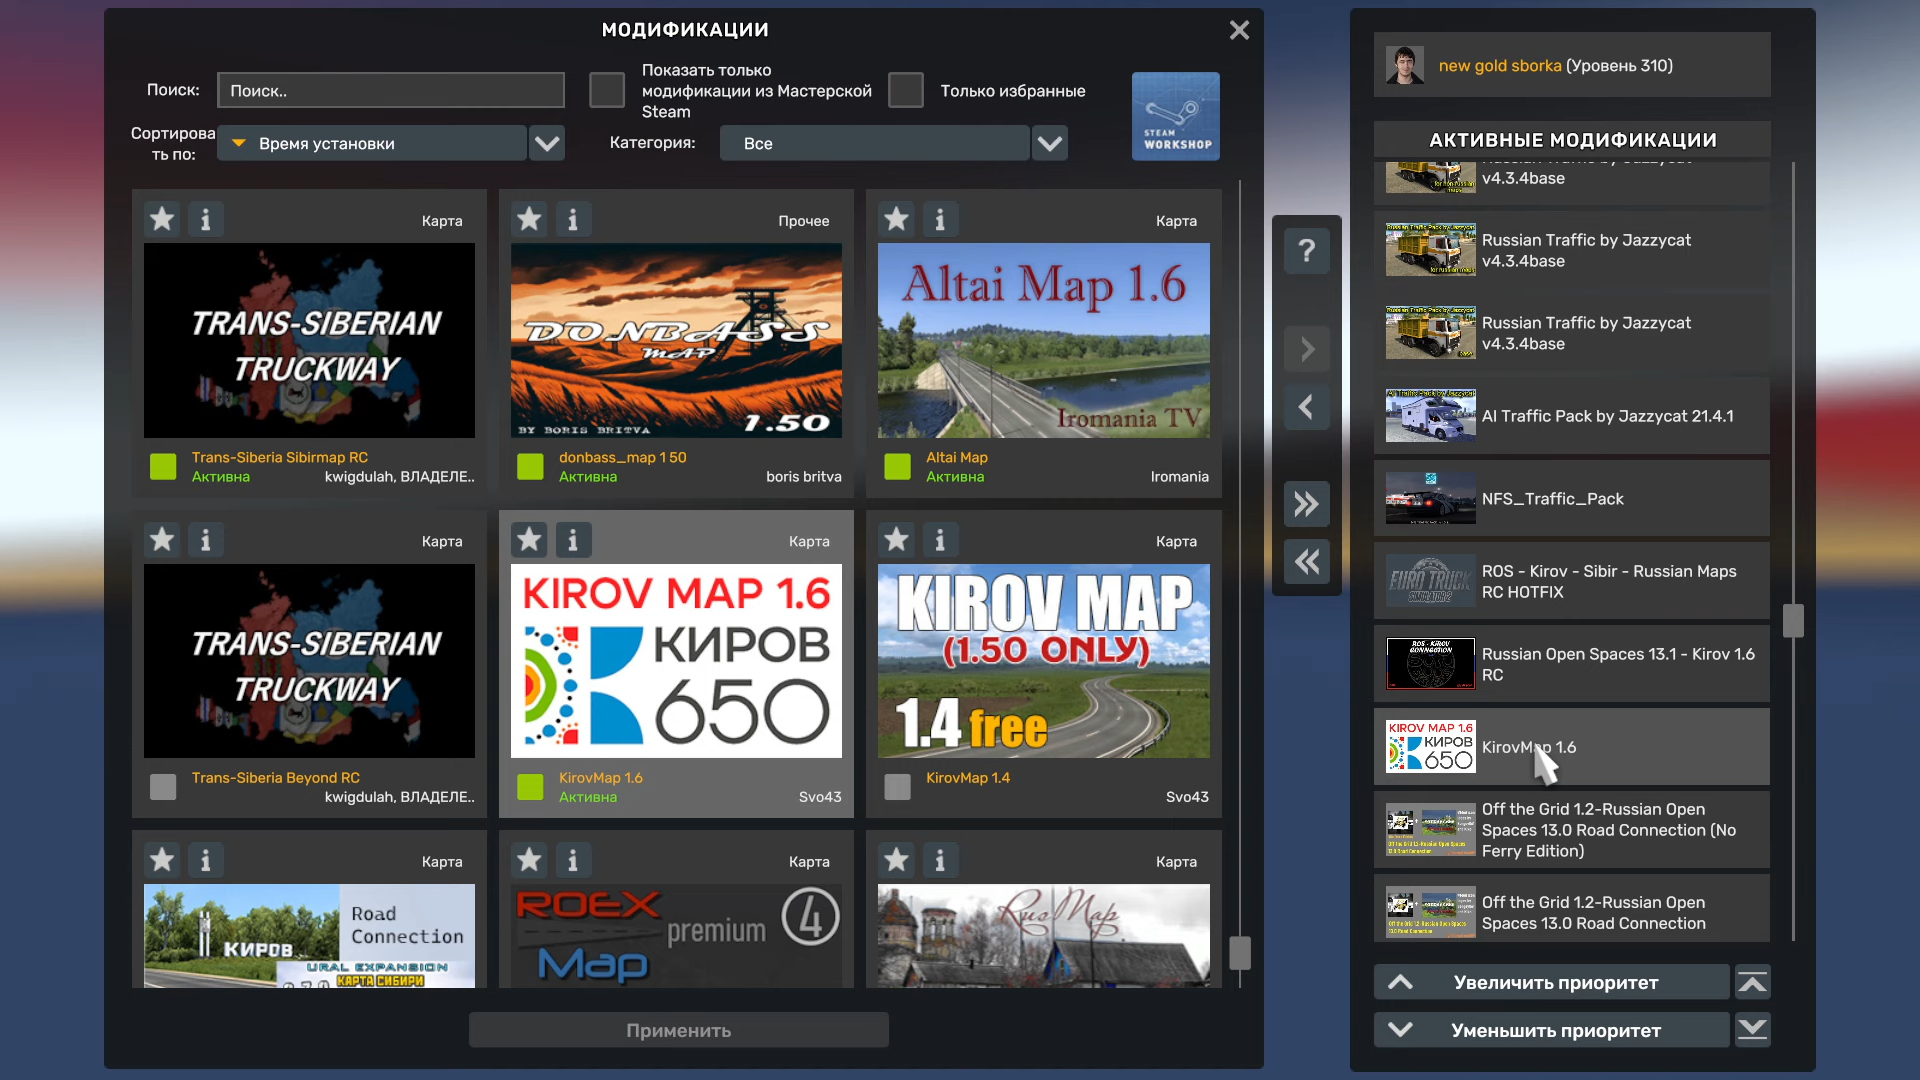 МОДИФИКАЦИИ
Поиск:
Поиск..
Показать только
модификации из Мастерской
Steam
Только избранные
Сортирова
ть по:
Время установки
Категория:
Все
STEAM
WORKSHOP
Карта
TRANS-SIBERIAN
TRUCKWAY
Trans-Siberia Sibirmap RC
Активна
kwigdulah, ВЛАДЕЛЕ..
Прочее
DONBASS
MAP
BY BORIS BRITVA
1.50
donbass_map 1 50
Активна
boris britva
Карта
Altai Map 1.6
Iromania TV
Altai Map
Активна
Iromania
Карта
TRANS-SIBERIAN
TRUCKWAY
Trans-Siberia Beyond RC
kwigdulah, ВЛАДЕЛЕ..
Карта
KIROV MAP 1.6
КИРОВ
650
KirovMap 1.6
Активна
Svo43
Карта
KIROV MAP
(1.50 ONLY)
1.4 free
KirovMap 1.4
Svo43
Карта
Road
Connection
КИРОВ
URAL EXPANSION
КАРТА СИБИРИ
Карта
ROEX
premium
4
Map
Карта
RusMap
Применить
new gold sborka (Уровень 310)
АКТИВНЫЕ МОДИФИКАЦИИ
v4.3.4base
Russian Traffic by Jazzycat
v4.3.4base
Russian Traffic by Jazzycat
v4.3.4base
AI Traffic Pack by Jazzycat 21.4.1
NFS_Traffic_Pack
EURO TRUCK
SIMULATOR 2
ROS - Kirov - Sibir - Russian Maps
RC HOTFIX
ROS - KIROV
CONNECTION
Russian Open Spaces 13.1 - Kirov 1.6
RC
KIROV MAP 1.6
КИРОВ
650
KirovMap 1.6
Off the Grid 1.2-Russian Open
Spaces 13.0 Road Connection (No
Ferry Edition)
Off the Grid 1.2-Russian Open
Spaces 13.0 Road Connection
Увеличить приоритет
Уменьшить приоритет